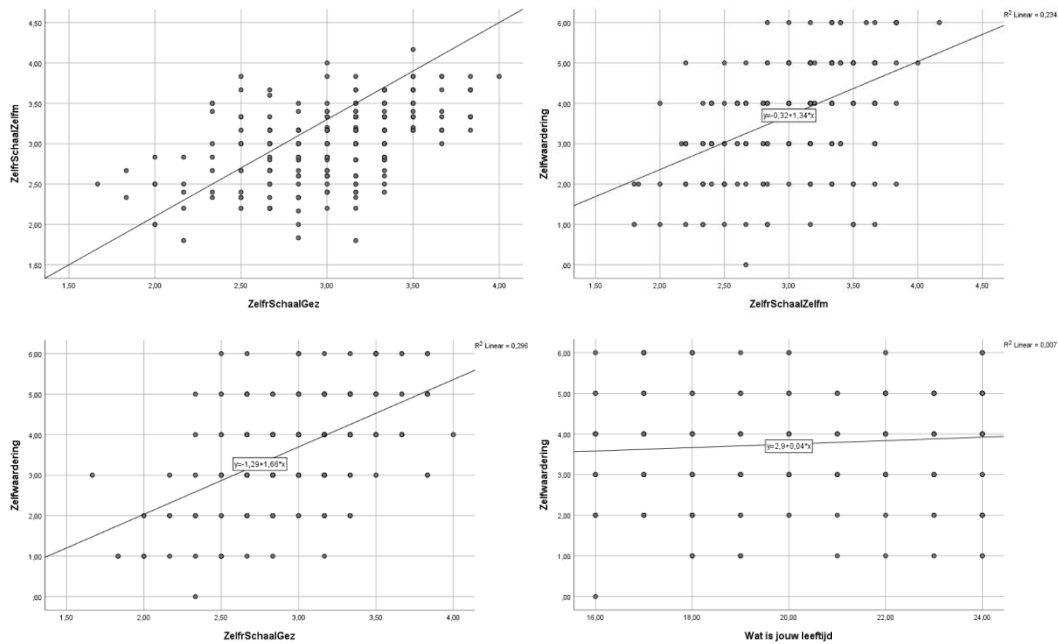 4,50
4,00
3,50
3,00
2,50
2,00
1,50
ZelfrSchaalZelfm
1,50 2,00 2,50 3,00 3,50 4,00
ZelfrSchaalGez
R² Linear = 0,234
6,00
5,00
4,00
3,00
2,00
1,00
,00
Zelfwaardering
y=-0,32+1,34*x
1,50 2,00 2,50 3,00 3,50 4,00 4,50
ZelfrSchaalZelfm
R² Linear = 0,296
6,00
5,00
4,00
3,00
2,00
1,00
,00
Zelfwaardering
y=-1,29+1,66*x
1,50 2,00 2,50 3,00 3,50 4,00
ZelfrSchaalGez
R² Linear = 0,007
6,00
5,00
4,00
3,00
2,00
1,00
,00
Zelfwaardering
y=2,9+0,04*x
16,00 18,00 20,00 22,00 24,00
Wat is jouw leeftijd